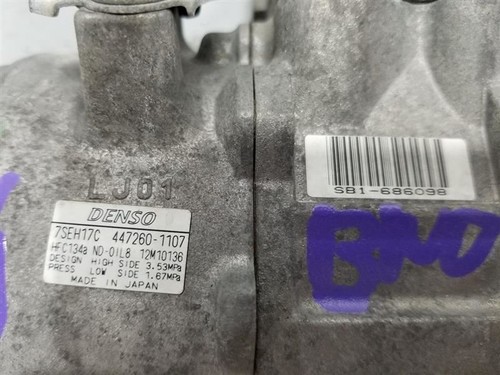 LJ01
DENSO
7SEH17C 447260-1107
HFC134a ND-OIL8 12M10136
DESIGN HIGH SIDE 3.53MPa
PRESS LOW SIDE 1.67MPa
MADE IN JAPAN
SB1-686098